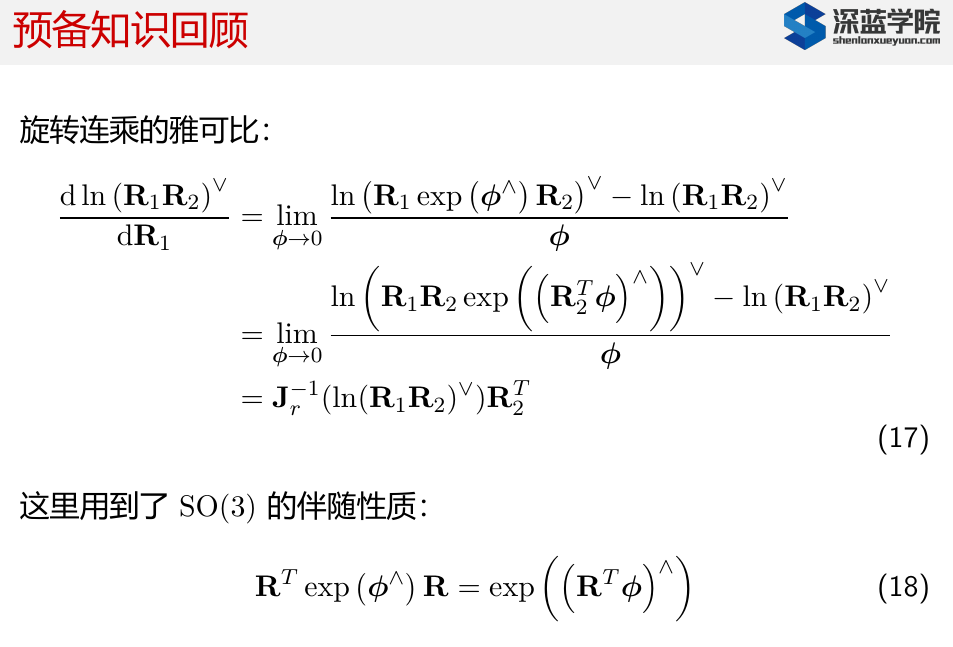 预备知识回顾
深蓝学院
shenlanxueyuan.com
旋转连乘的雅可比：
\frac{\mathrm{d}\ln\left(\mathbf{R}_1\mathbf{R}_2\right)^{\vee}}{\mathrm{d}\mathbf{R}_1} = \lim_{\boldsymbol{\phi}\to 0} \frac{\ln\left(\mathbf{R}_1\exp\left(\boldsymbol{\phi}^{\wedge}\right)\mathbf{R}_2\right)^{\vee} - \ln\left(\mathbf{R}_1\mathbf{R}_2\right)^{\vee}}{\boldsymbol{\phi}}
= \lim_{\boldsymbol{\phi}\to 0} \frac{\ln\left(\mathbf{R}_1\mathbf{R}_2\exp\left(\left(\mathbf{R}_2^T\boldsymbol{\phi}\right)^{\wedge}\right)\right)^{\vee} - \ln\left(\mathbf{R}_1\mathbf{R}_2\right)^{\vee}}{\boldsymbol{\phi}}
= \mathbf{J}_r^{-1}(\ln(\mathbf{R}_1\mathbf{R}_2)^{\vee})\mathbf{R}_2^T
(17)
这里用到了 SO(3) 的伴随性质：
\mathbf{R}^T\exp\left(\boldsymbol{\phi}^{\wedge}\right)\mathbf{R} = \exp\left(\left(\mathbf{R}^T\boldsymbol{\phi}\right)^{\wedge}\right) (18)